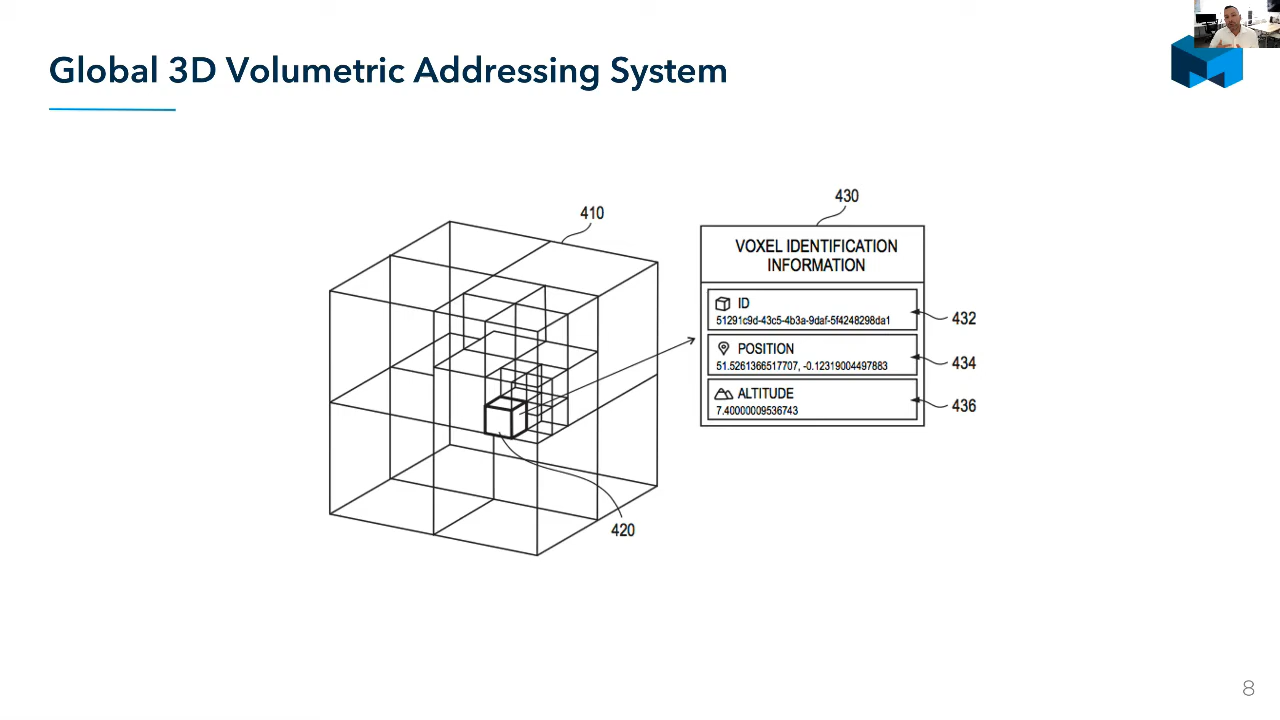 Global 3D Volumetric Addressing System
410
430
VOXEL IDENTIFICATION
INFORMATION
ID
51291c9d-43c5-4b3a-9daf-5f4248298da1
432
POSITION
51.5261366517707, -0.12319004497883
434
ALTITUDE
7.40000009536743
436
420
8